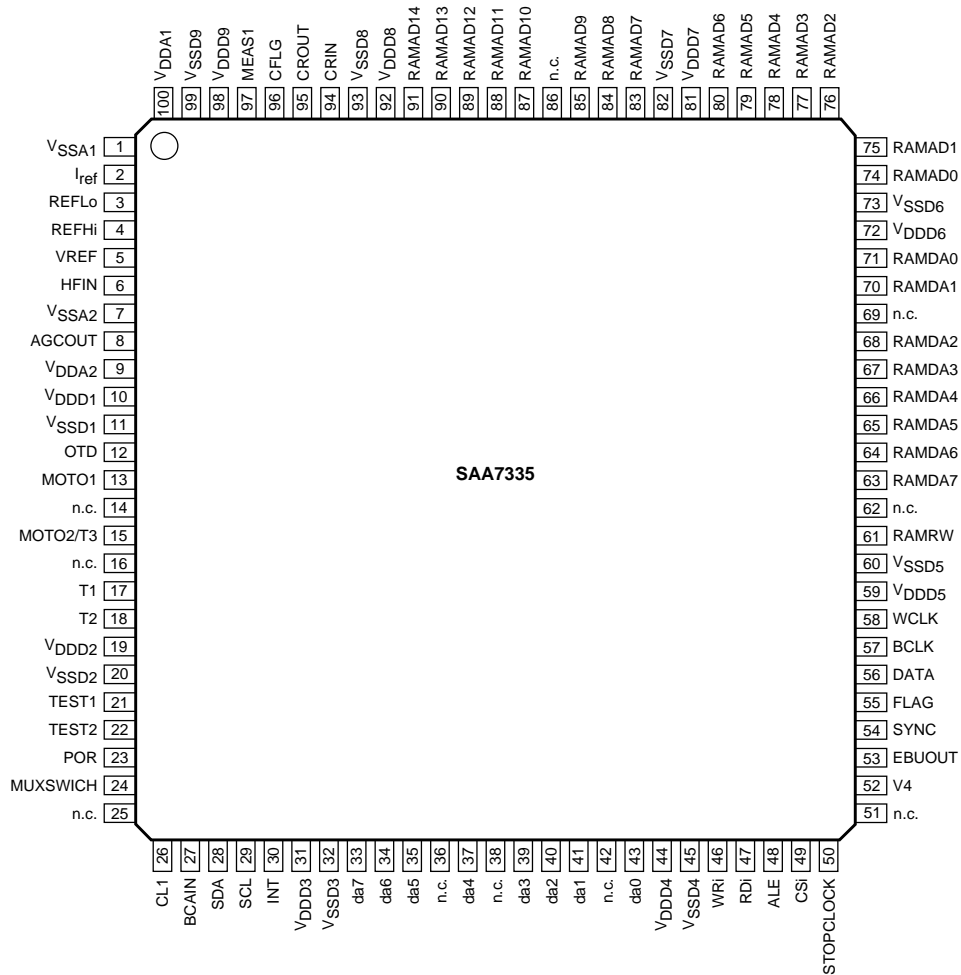 VDDA1
VSSD9
VDDD9
MEAS1
CFLG
CROUT
CRIN
VSSD8
VDDD8
RAMAD14
RAMAD13
RAMAD12
RAMAD11
RAMAD10
n.c.
RAMAD9
RAMAD8
RAMAD7
VSSD7
VDDD7
RAMAD6
RAMAD5
RAMAD4
RAMAD3
RAMAD2
100 99 98 97 96 95 94 93 92 91 90 89 88 87 86 85 84 83 82 81 80 79 78 77 76
VSSA1 1
Iref 2
REFLo 3
REFHi 4
VREF 5
HFIN 6
VSSA2 7
AGCOUT 8
VDDA2 9
VDDD1 10
VSSD1 11
OTD 12
MOTO1 13
n.c. 14
MOTO2/T3 15
n.c. 16
T1 17
T2 18
VDDD2 19
VSSD2 20
TEST1 21
TEST2 22
POR 23
MUXSWICH 24
n.c. 25
SAA7335
75 RAMAD1
74 RAMAD0
73 VSSD6
72 VDDD6
71 RAMDA0
70 RAMDA1
69 n.c.
68 RAMDA2
67 RAMDA3
66 RAMDA4
65 RAMDA5
64 RAMDA6
63 RAMDA7
62 n.c.
61 RAMRW
60 VSSD5
59 VDDD5
58 WCLK
57 BCLK
56 DATA
55 FLAG
54 SYNC
53 EBUOUT
52 V4
51 n.c.
26 27 28 29 30 31 32 33 34 35 36 37 38 39 40 41 42 43 44 45 46 47 48 49 50
CL1
BCAIN
SDA
SCL
INT
VDDD3
VSSD3
da7
da6
da5
n.c.
da4
n.c.
da3
da2
da1
n.c.
da0
VDDD4
VSSD4
WRi
RDi
ALE
CSi
STOPCLOCK